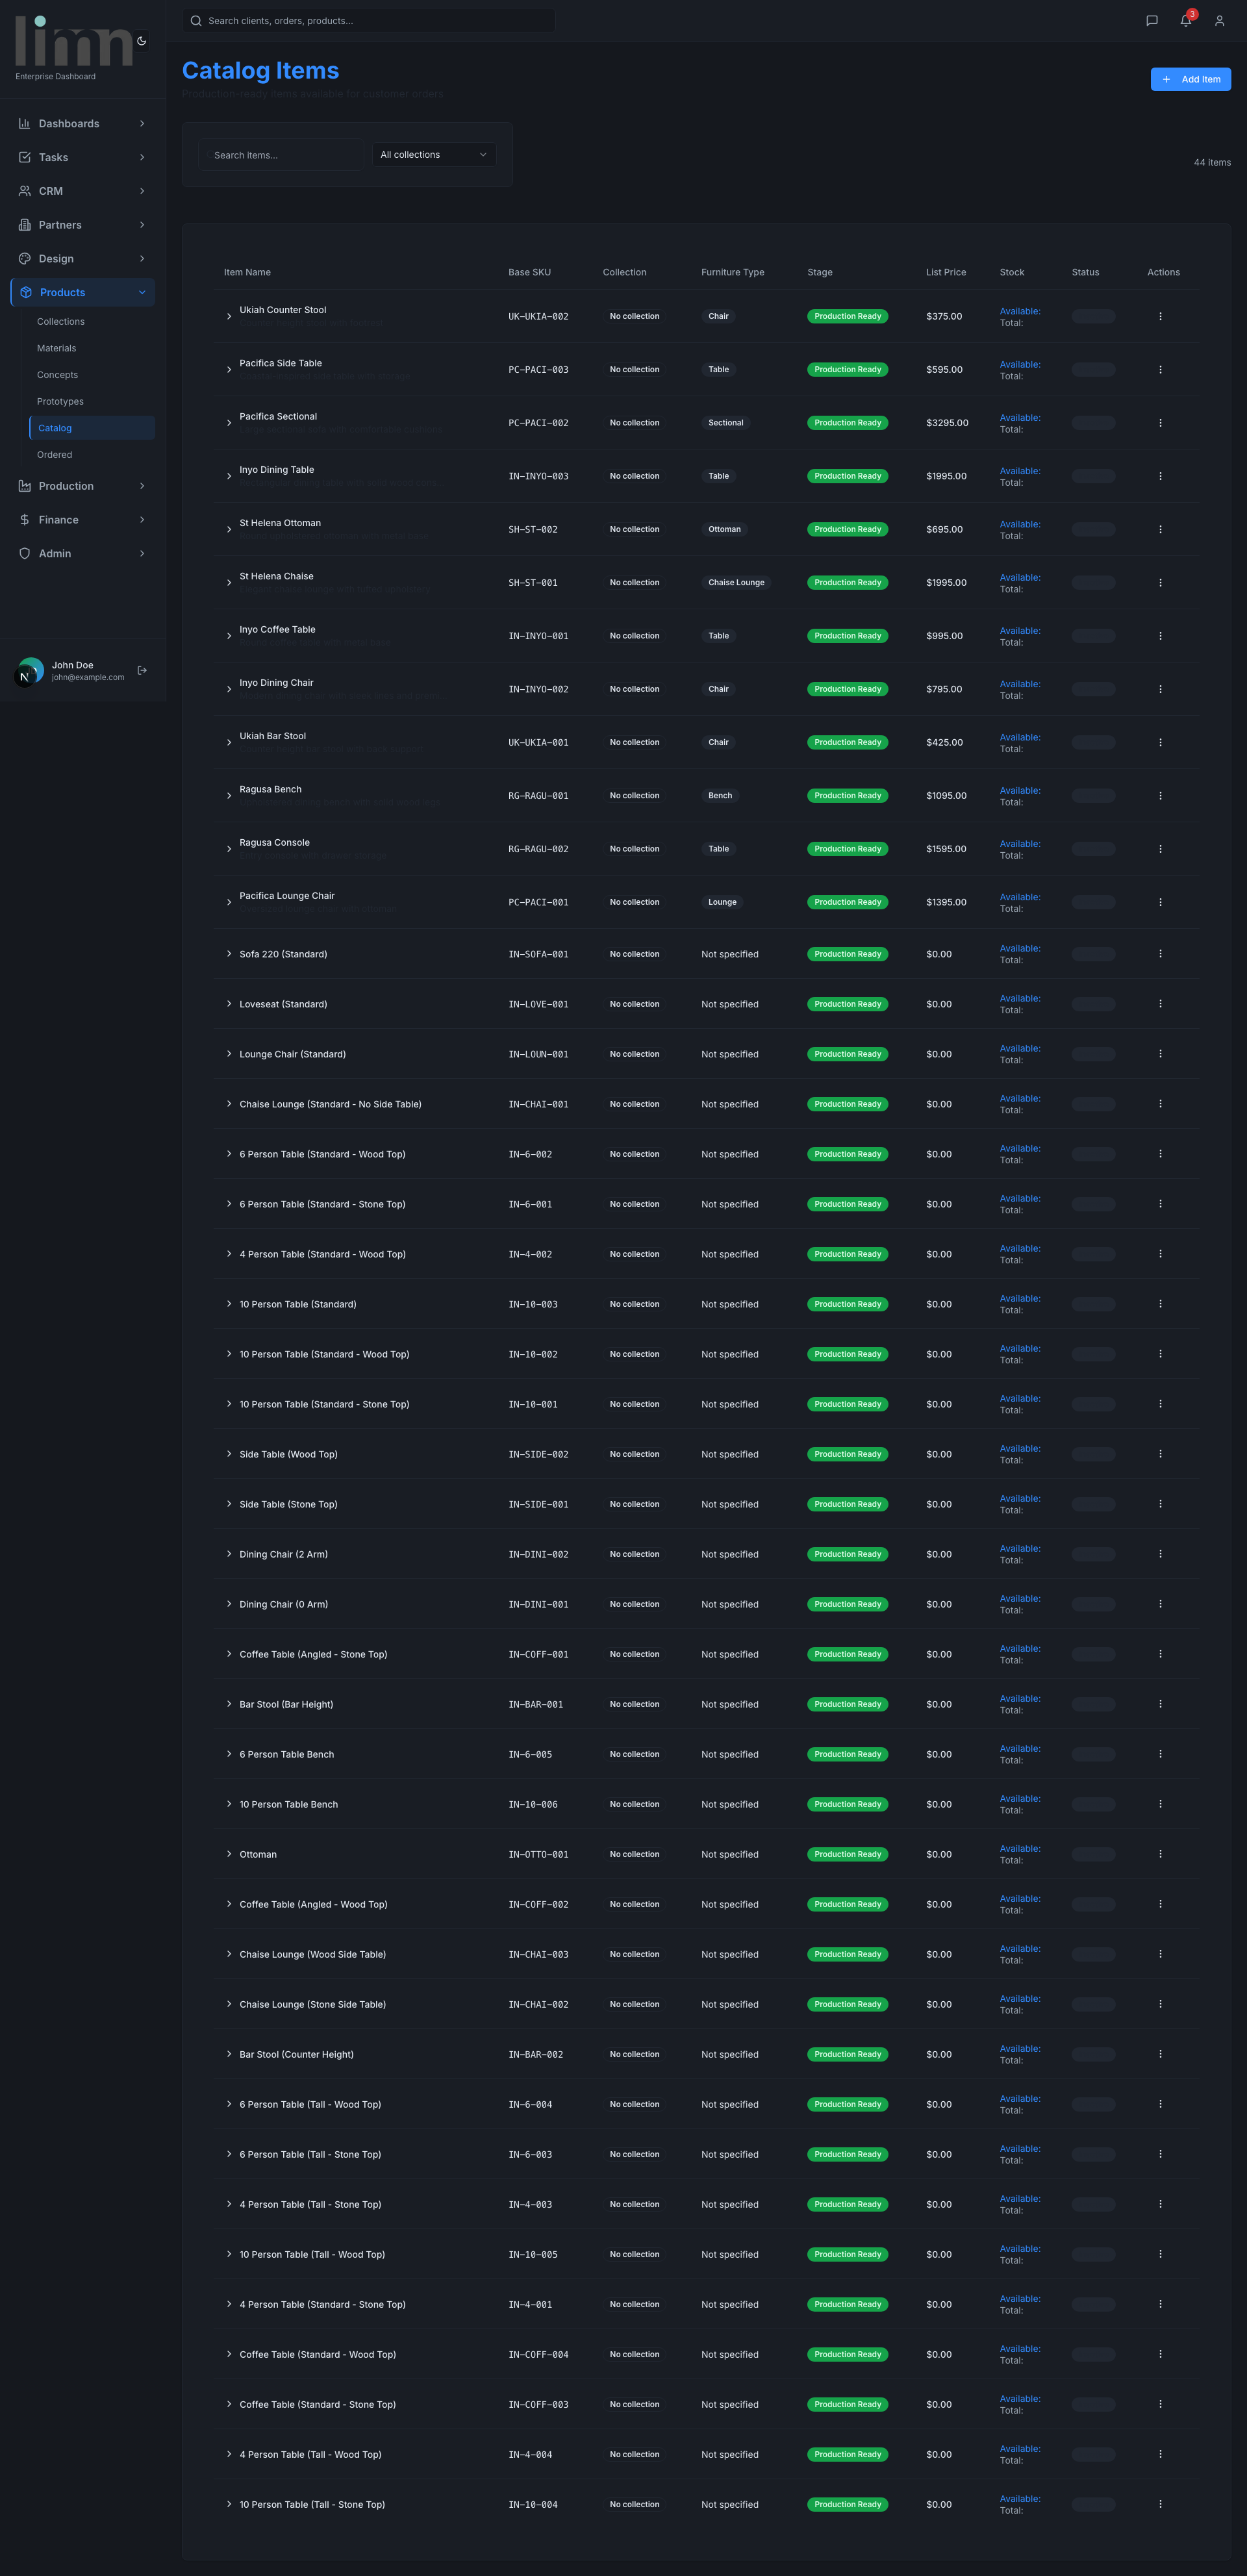 limn
Enterprise Dashboard
Search clients, orders, products...
3
Dashboards
Tasks
CRM
Partners
Design
Products
Collections
Materials
Concepts
Prototypes
Catalog
Ordered
Production
Finance
Admin
N
John Doe
john@example.com
Catalog Items
Production-ready items available for customer orders
Add Item
Search items...
All collections
44 items
Item Name Base SKU Collection Furniture Type Stage List Price Stock Status Actions
Ukiah Counter Stool UK-UKIA-002 No collection Chair Production Ready $375.00 Available: Total:
Pacifica Side Table PC-PACI-003 No collection Table Production Ready $595.00 Available: Total:
Pacifica Sectional PC-PACI-002 No collection Sectional Production Ready $3295.00 Available: Total:
Inyo Dining Table IN-INYO-003 No collection Table Production Ready $1995.00 Available: Total:
St Helena Ottoman SH-ST-002 No collection Ottoman Production Ready $695.00 Available: Total:
St Helena Chaise SH-ST-001 No collection Chaise Lounge Production Ready $1995.00 Available: Total:
Inyo Coffee Table IN-INYO-001 No collection Table Production Ready $995.00 Available: Total:
Inyo Dining Chair IN-INYO-002 No collection Chair Production Ready $795.00 Available: Total:
Ukiah Bar Stool UK-UKIA-001 No collection Chair Production Ready $425.00 Available: Total:
Ragusa Bench RG-RAGU-001 No collection Bench Production Ready $1095.00 Available: Total:
Ragusa Console RG-RAGU-002 No collection Table Production Ready $1595.00 Available: Total:
Pacifica Lounge Chair PC-PACI-001 No collection Lounge Production Ready $1395.00 Available: Total:
Sofa 220 (Standard) IN-SOFA-001 No collection Not specified Production Ready $0.00 Available: Total:
Loveseat (Standard) IN-LOVE-001 No collection Not specified Production Ready $0.00 Available: Total:
Lounge Chair (Standard) IN-LOUN-001 No collection Not specified Production Ready $0.00 Available: Total:
Chaise Lounge (Standard - No Side Table) IN-CHAI-001 No collection Not specified Production Ready $0.00 Available: Total:
6 Person Table (Standard - Wood Top) IN-6-002 No collection Not specified Production Ready $0.00 Available: Total:
6 Person Table (Standard - Stone Top) IN-6-001 No collection Not specified Production Ready $0.00 Available: Total:
4 Person Table (Standard - Wood Top) IN-4-002 No collection Not specified Production Ready $0.00 Available: Total:
10 Person Table (Standard) IN-10-003 No collection Not specified Production Ready $0.00 Available: Total:
10 Person Table (Standard - Wood Top) IN-10-002 No collection Not specified Production Ready $0.00 Available: Total:
10 Person Table (Standard - Stone Top) IN-10-001 No collection Not specified Production Ready $0.00 Available: Total:
Side Table (Wood Top) IN-SIDE-002 No collection Not specified Production Ready $0.00 Available: Total:
Side Table (Stone Top) IN-SIDE-001 No collection Not specified Production Ready $0.00 Available: Total:
Dining Chair (2 Arm) IN-DINI-002 No collection Not specified Production Ready $0.00 Available: Total:
Dining Chair (0 Arm) IN-DINI-001 No collection Not specified Production Ready $0.00 Available: Total:
Coffee Table (Angled - Stone Top) IN-COFF-001 No collection Not specified Production Ready $0.00 Available: Total:
Bar Stool (Bar Height) IN-BAR-001 No collection Not specified Production Ready $0.00 Available: Total:
6 Person Table Bench IN-6-005 No collection Not specified Production Ready $0.00 Available: Total:
10 Person Table Bench IN-10-006 No collection Not specified Production Ready $0.00 Available: Total:
Ottoman IN-OTTO-001 No collection Not specified Production Ready $0.00 Available: Total:
Coffee Table (Angled - Wood Top) IN-COFF-002 No collection Not specified Production Ready $0.00 Available: Total:
Chaise Lounge (Wood Side Table) IN-CHAI-003 No collection Not specified Production Ready $0.00 Available: Total:
Chaise Lounge (Stone Side Table) IN-CHAI-002 No collection Not specified Production Ready $0.00 Available: Total:
Bar Stool (Counter Height) IN-BAR-002 No collection Not specified Production Ready $0.00 Available: Total:
6 Person Table (Tall - Wood Top) IN-6-004 No collection Not specified Production Ready $0.00 Available: Total:
6 Person Table (Tall - Stone Top) IN-6-003 No collection Not specified Production Ready $0.00 Available: Total:
4 Person Table (Tall - Stone Top) IN-4-003 No collection Not specified Production Ready $0.00 Available: Total:
10 Person Table (Tall - Wood Top) IN-10-005 No collection Not specified Production Ready $0.00 Available: Total:
4 Person Table (Standard - Stone Top) IN-4-001 No collection Not specified Production Ready $0.00 Available: Total:
Coffee Table (Standard - Wood Top) IN-COFF-004 No collection Not specified Production Ready $0.00 Available: Total:
Coffee Table (Standard - Stone Top) IN-COFF-003 No collection Not specified Production Ready $0.00 Available: Total:
4 Person Table (Tall - Wood Top) IN-4-004 No collection Not specified Production Ready $0.00 Available: Total:
10 Person Table (Tall - Stone Top) IN-10-004 No collection Not specified Production Ready $0.00 Available: Total: